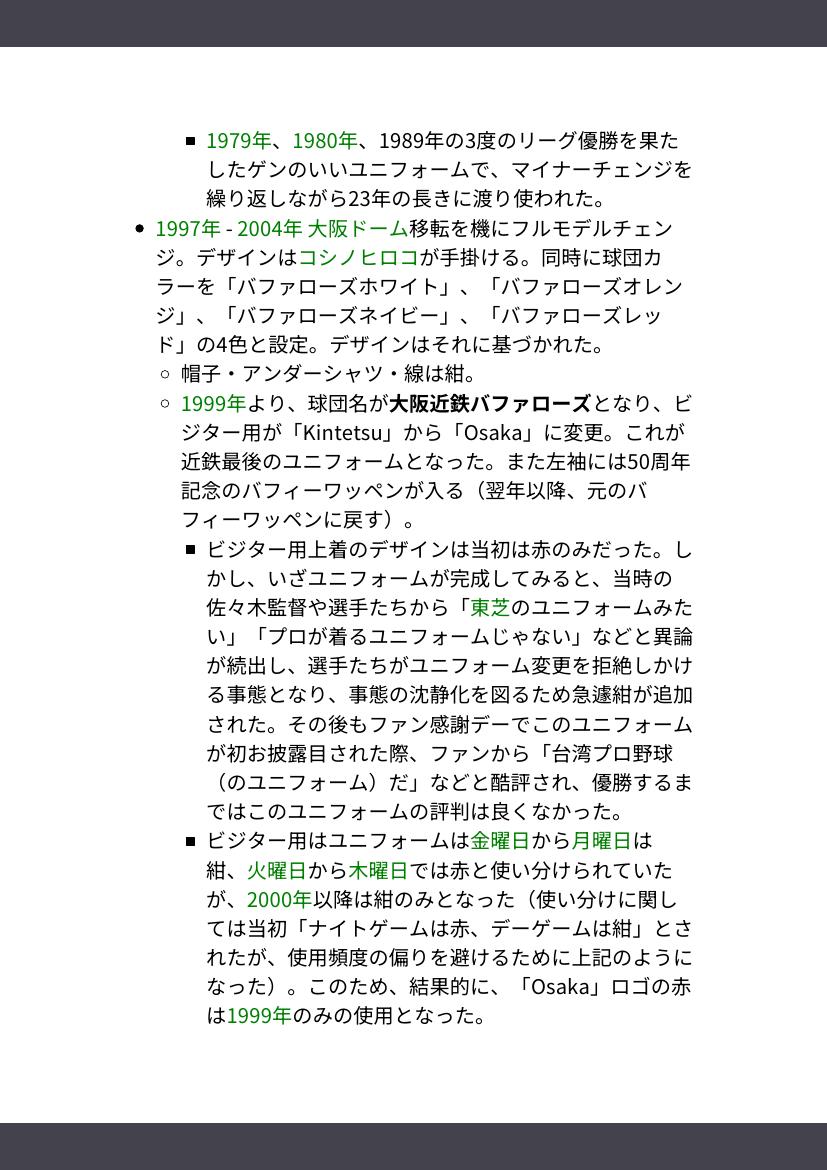 1979年、1980年、1989年の3度のリーグ優勝を果た
したゲンのいいユニフォームで、マイナーチェンジを
繰り返しながら23年の長きに渡り使われた。
1997年 - 2004年 大阪ドーム移転を機にフルモデルチェン
ジ。デザインはコシノヒロコが手掛ける。同時に球団カ
ラーを「バファローズホワイト」、「バファローズオレン
ジ」、「バファローズネイビー」、「バファローズレッ
ド」の4色と設定。デザインはそれに基づかれた。
帽子・アンダーシャツ・線は紺。
1999年より、球団名が大阪近鉄バファローズとなり、ビ
ジター用が「Kintetsu」から「Osaka」に変更。これが
近鉄最後のユニフォームとなった。また左袖には50周年
記念のバフィーワッペンが入る（翌年以降、元のバ
フィーワッペンに戻す）。
ビジター用上着のデザインは当初は赤のみだった。し
かし、いざユニフォームが完成してみると、当時の
佐々木監督や選手たちから「東芝のユニフォームみた
い」「プロが着るユニフォームじゃない」などと異論
が続出し、選手たちがユニフォーム変更を拒絶しかけ
る事態となり、事態の沈静化を図るため急遽紺が追加
された。その後もファン感謝デーでこのユニフォーム
が初お披露目された際、ファンから「台湾プロ野球
（のユニフォーム）だ」などと酷評され、優勝するま
ではこのユニフォームの評判は良くなかった。
ビジター用はユニフォームは金曜日から月曜日は
紺、火曜日から木曜日では赤と使い分けられていた
が、2000年以降は紺のみとなった（使い分けに関し
ては当初「ナイトゲームは赤、デーゲームは紺」とさ
れたが、使用頻度の偏りを避けるために上記のように
なった）。このため、結果的に、「Osaka」ロゴの赤
は1999年のみの使用となった。